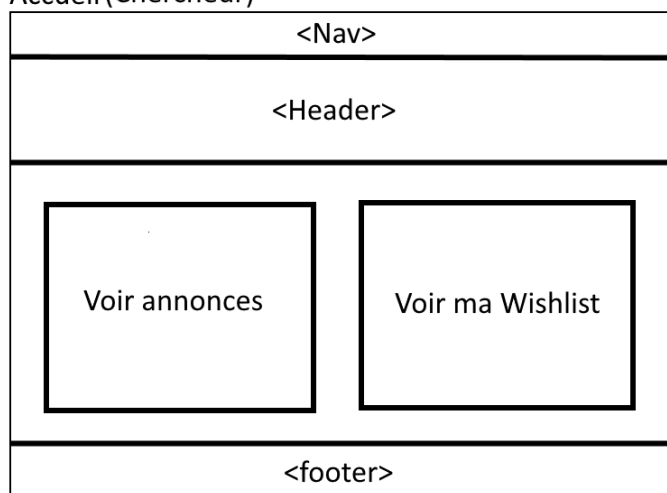 Accueil (Chercheur)
<Nav>
<Header>
Voir annonces
Voir ma Wishlist
<footer>